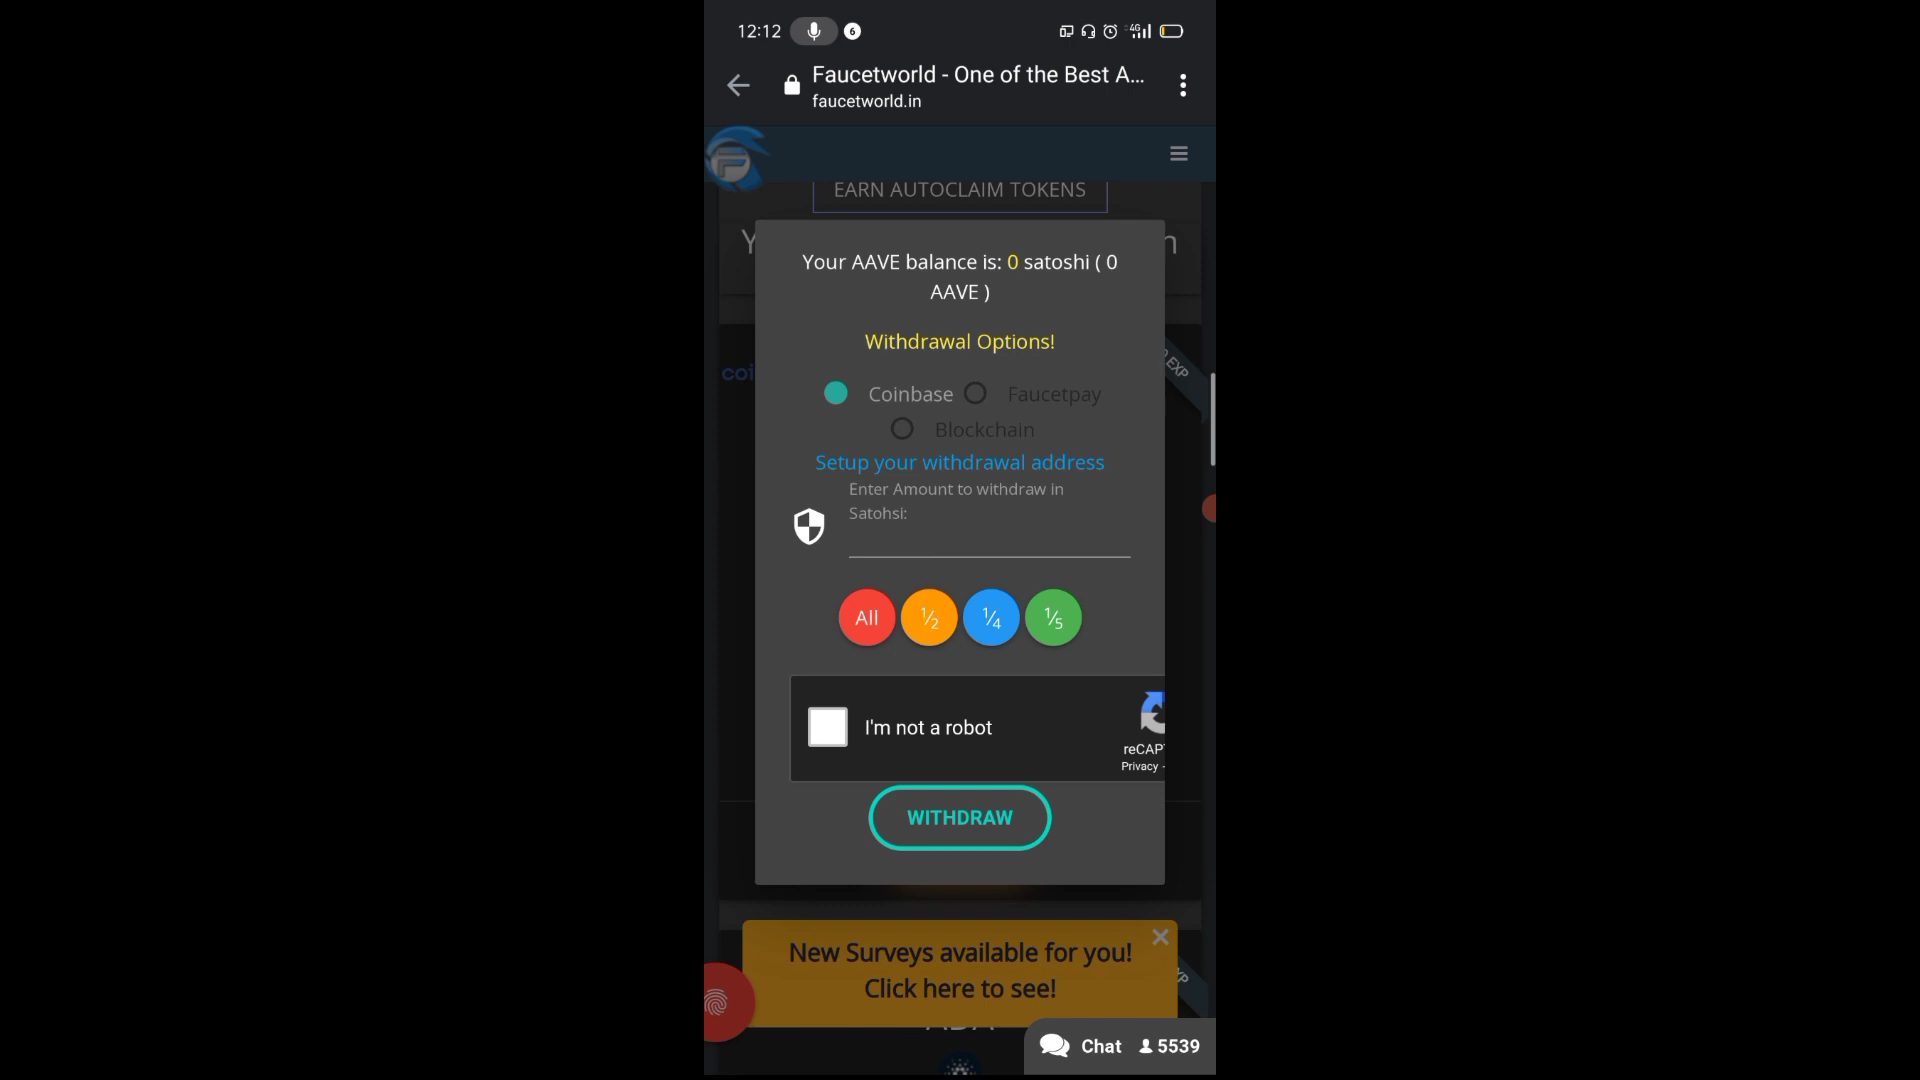 12:12
6
4G
Faucetworld - One of the Best A...
faucetworld.in
EARN AUTOCLAIM TOKENS
Your AAVE balance is: 0 satoshi ( 0
AAVE )
Withdrawal Options!
EXP
Coinbase Faucetpay
Blockchain
Setup your withdrawal address
Enter Amount to withdraw in
Satohsi:
All 1/2 1/4 1/5
I'm not a robot
Privacy -
WITHDRAW
New Surveys available for you!
Click here to see!
Chat 5539